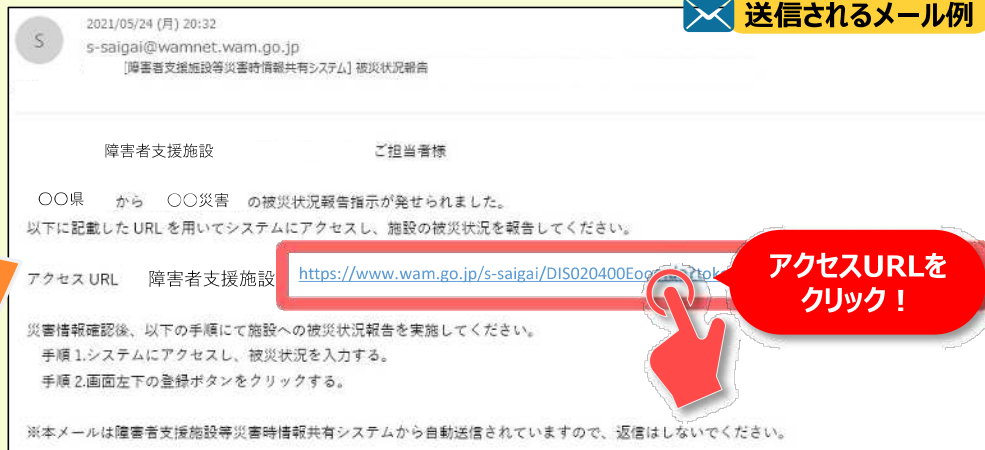 送信されるメール例
S
2021/05/24 (月) 20:32
s-saigai@wamnet.wam.go.jp
[障害者支援施設等災害時情報共有システム] 被災状況報告
障害者支援施設 ご担当者様
〇〇県 から 〇〇災害 の被災状況報告指示が発せられました。
以下に記載した URL を用いてシステムにアクセスし、施設の被災状況を報告してください。
アクセス URL 障害者支援施設 https://www.wam.go.jp/s-saigai/DIS020400E
アクセスURLを
クリック！
災害情報確認後、以下の手順にて施設への被災状況報告を実施してください。
手順 1.システムにアクセスし、被災状況を入力する。
手順 2.画面左下の登録ボタンをクリックする。
※本メールは障害者支援施設等災害時情報共有システムから自動送信されていますので、返信はしないでください。